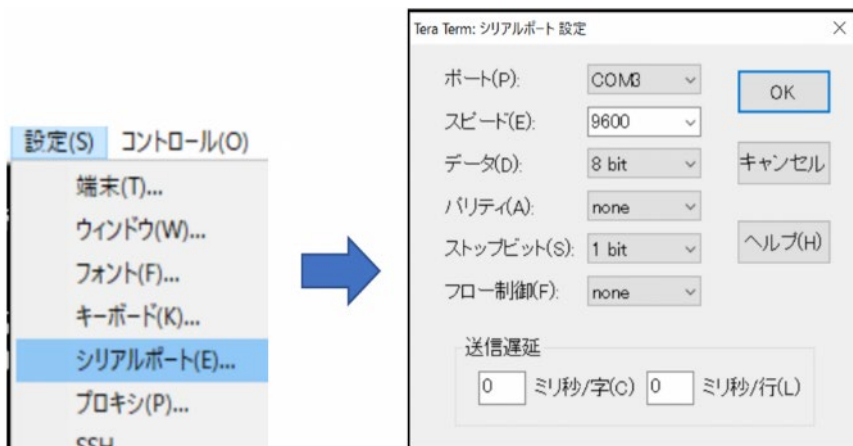 設定(S) コントロール(O)
端末(T)...
ウィンドウ(W)...
フォント(F)...
キーボード(K)...
シリアルポート(E)...
プロキシ(P)...
SSH
Tera Term: シリアルポート 設定
ポート(P): COM3
OK
スピード(E): 9600
データ(D): 8 bit
キャンセル
パリティ(A): none
ストップビット(S): 1 bit
ヘルプ(H)
フロー制御(F): none
送信遅延
0 ミリ秒/字(C) 0 ミリ秒/行(L)